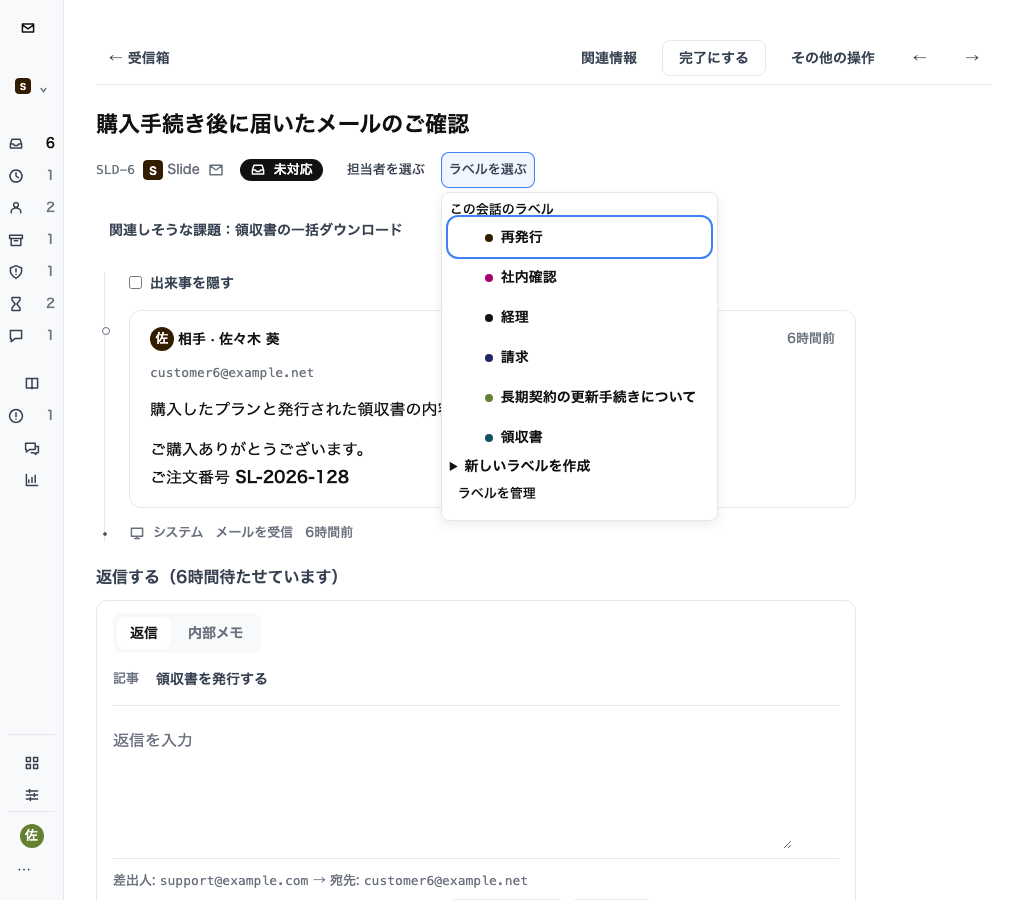 S
6
1
2
1
1
2
1
1
佐
…
← 受信箱
関連情報
完了にする
その他の操作
←
→
購入手続き後に届いたメールのご確認
SLD-6 S Slide 未対応 担当者を選ぶ ラベルを選ぶ
この会話のラベル
再発行
社内確認
経理
請求
長期契約の更新手続きについて
領収書
▶ 新しいラベルを作成
ラベルを管理
関連しそうな課題：領収書の一括ダウンロード
出来事を隠す
佐 相手 · 佐々木 葵
6時間前
customer6@example.net
購入したプランと発行された領収書の内
ご購入ありがとうございます。
ご注文番号 SL-2026-128
システム メールを受信 6時間前
返信する（6時間待たせています）
返信 内部メモ
記事 領収書を発行する
返信を入力
差出人: support@example.com → 宛先: customer6@example.net